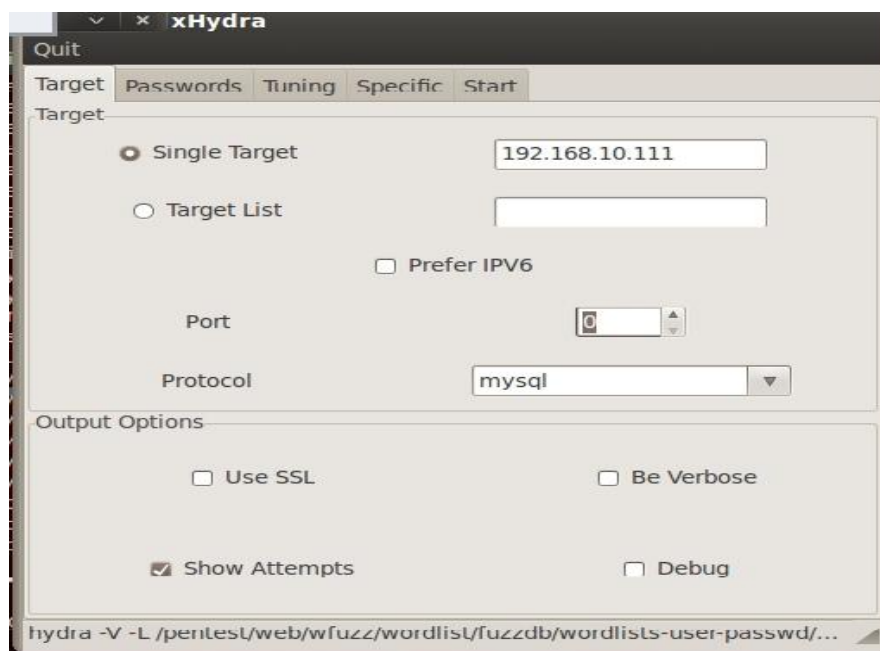 xHydra
Quit
Target Passwords Tuning Specific Start
Target
Single Target 192.168.10.111
Target List
Prefer IPV6
Port 0
Protocol mysql
Output Options
Use SSL Be Verbose
Show Attempts Debug
hydra -V -L /pentest/web/wfuzz/wordlist/fuzzdb/wordlists-user-passwd/...